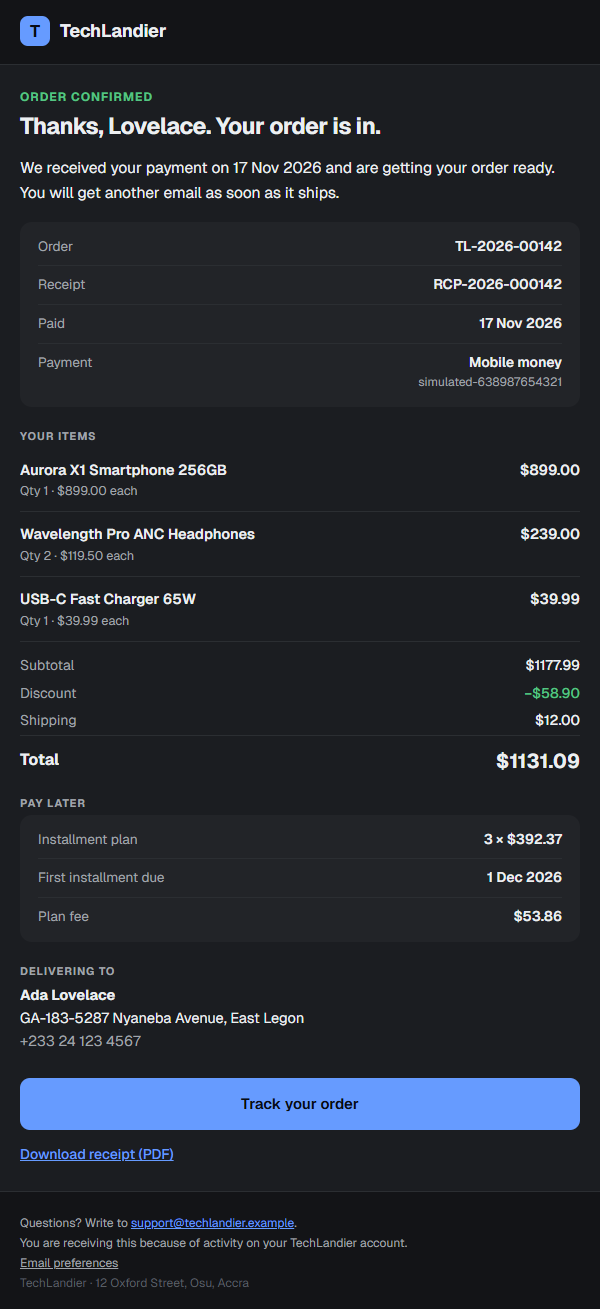 T TechLandier
ORDER CONFIRMED
Thanks, Lovelace. Your order is in.
We received your payment on 17 Nov 2026 and are getting your order ready.
You will get another email as soon as it ships.
Order TL-2026-00142
Receipt RCP-2026-000142
Paid 17 Nov 2026
Payment Mobile money
simulated-638987654321
YOUR ITEMS
Aurora X1 Smartphone 256GB $899.00
Qty 1 · $899.00 each
Wavelength Pro ANC Headphones $239.00
Qty 2 · $119.50 each
USB-C Fast Charger 65W $39.99
Qty 1 · $39.99 each
Subtotal $1177.99
Discount −$58.90
Shipping $12.00
Total $1131.09
PAY LATER
Installment plan 3 × $392.37
First installment due 1 Dec 2026
Plan fee $53.86
DELIVERING TO
Ada Lovelace
GA-183-5287 Nyaneba Avenue, East Legon
+233 24 123 4567
Track your order
Download receipt (PDF)
Questions? Write to support@techlandier.example.
You are receiving this because of activity on your TechLandier account.
Email preferences
TechLandier · 12 Oxford Street, Osu, Accra